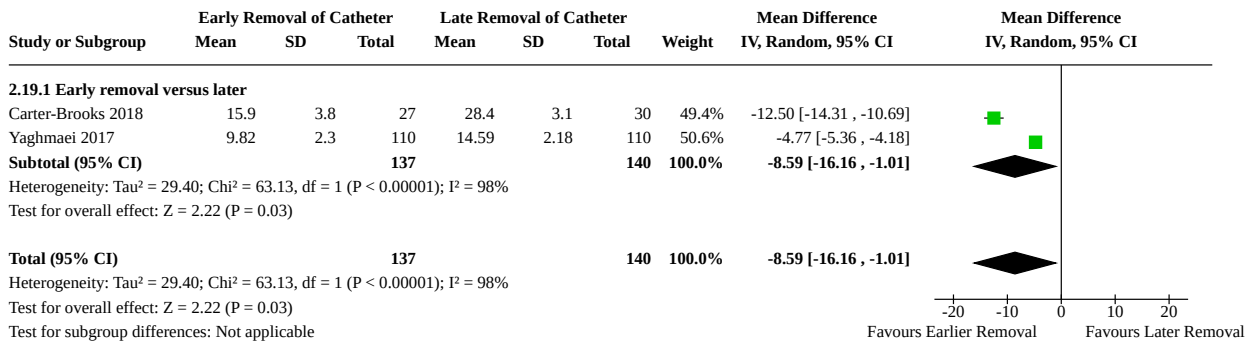 Early Removal of Catheter Late Removal of Catheter Mean Difference Mean Difference
Study or Subgroup Mean SD Total Mean SD Total Weight IV, Random, 95% CI IV, Random, 95% CI
2.19.1 Early removal versus later
Carter-Brooks 2018 15.9 3.8 27 28.4 3.1 30 49.4% -12.50 [-14.31 , -10.69]
Yaghmaei 2017 9.82 2.3 110 14.59 2.18 110 50.6% -4.77 [-5.36 , -4.18]
Subtotal (95% CI) 137 140 100.0% -8.59 [-16.16 , -1.01]
Heterogeneity: Tau² = 29.40; Chi² = 63.13, df = 1 (P < 0.00001); I² = 98%
Test for overall effect: Z = 2.22 (P = 0.03)
Total (95% CI) 137 140 100.0% -8.59 [-16.16 , -1.01]
Heterogeneity: Tau² = 29.40; Chi² = 63.13, df = 1 (P < 0.00001); I² = 98%
Test for overall effect: Z = 2.22 (P = 0.03)
-20 -10 0 10 20
Test for subgroup differences: Not applicable
Favours Earlier Removal Favours Later Removal